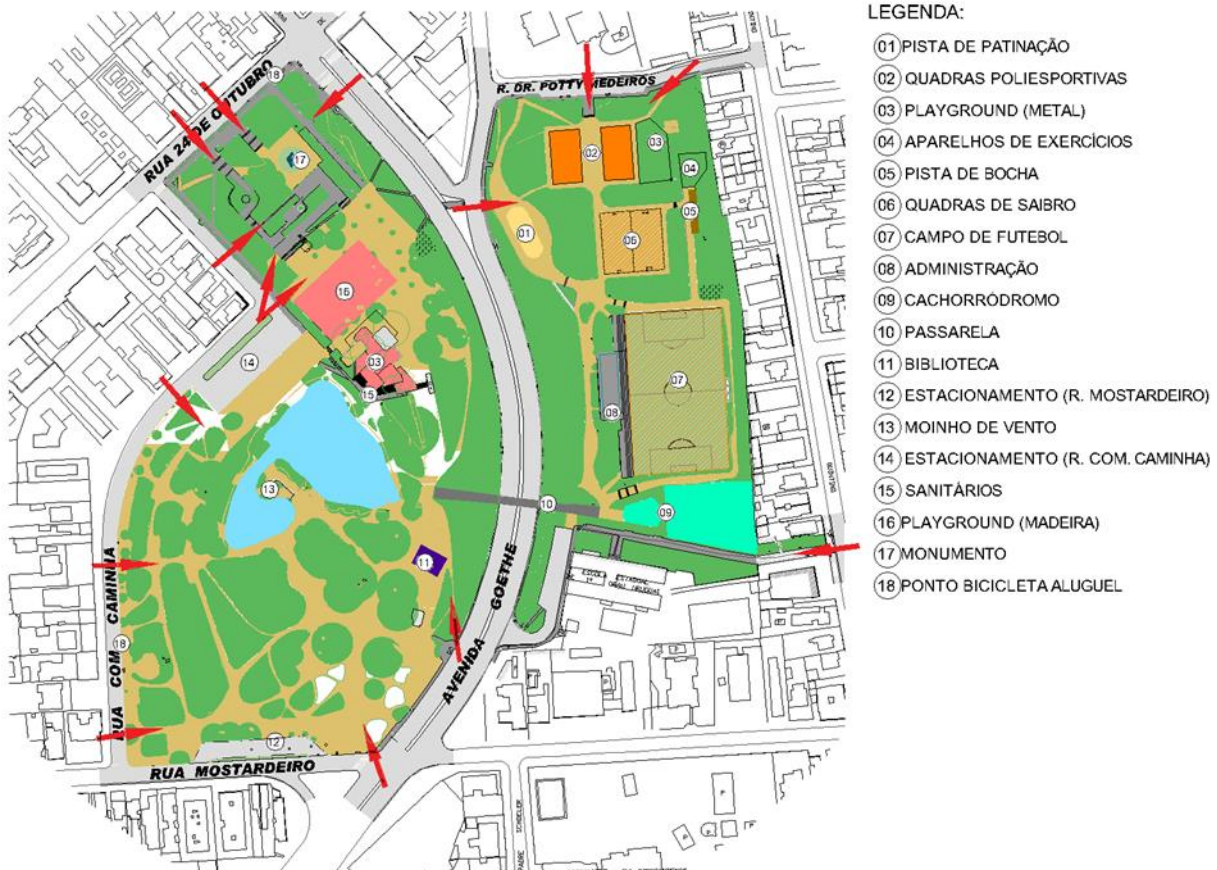 LEGENDA:
01 PISTA DE PATINAÇÃO
02 QUADRAS POLIESPORTIVAS
03 PLAYGROUND (METAL)
04 APARELHOS DE EXERCÍCIOS
05 PISTA DE BOCHA
06 QUADRAS DE SAIBRO
07 CAMPO DE FUTEBOL
08 ADMINISTRAÇÃO
09 CACHORRÓDROMO
10 PASSARELA
11 BIBLIOTECA
12 ESTACIONAMENTO (R. MOSTARDEIRO)
13 MOINHO DE VENTO
14 ESTACIONAMENTO (R. COM. CAMINHA)
15 SANITÁRIOS
16 PLAYGROUND (MADEIRA)
17 MONUMENTO
18 PONTO BICICLETA ALUGUEL
RUA 24 DE OUTUBRO
18
R. DR. POTTY MEDEIROS
17
02
03
04
05
01
06
16
14
03
15
07
08
13
10
09
11
ESCOLA ESTADUAL
RUA COM. CAMINHA
18
AVENIDA GOETHE
12
RUA MOSTARDEIRO
PADRE